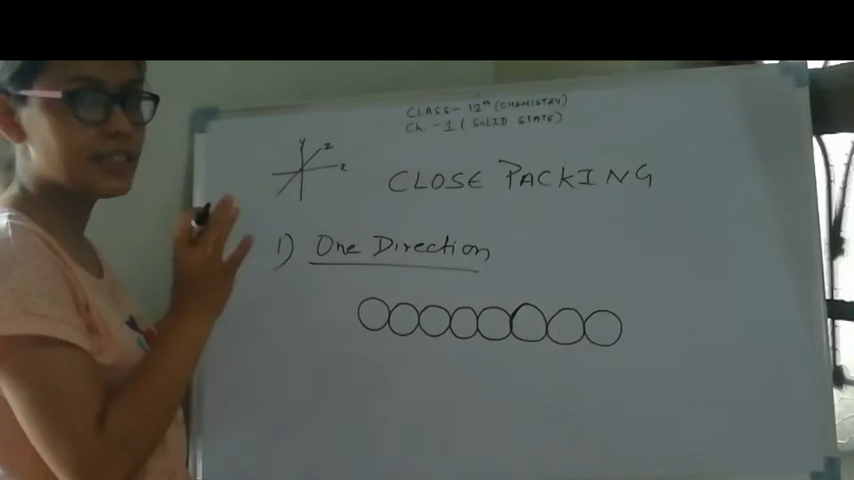 CLASS - 12th (CHEMISTRY)
Ch. - 1 (SOLID STATE)
Y
Z
X
CLOSE PACKING
1) One Direction